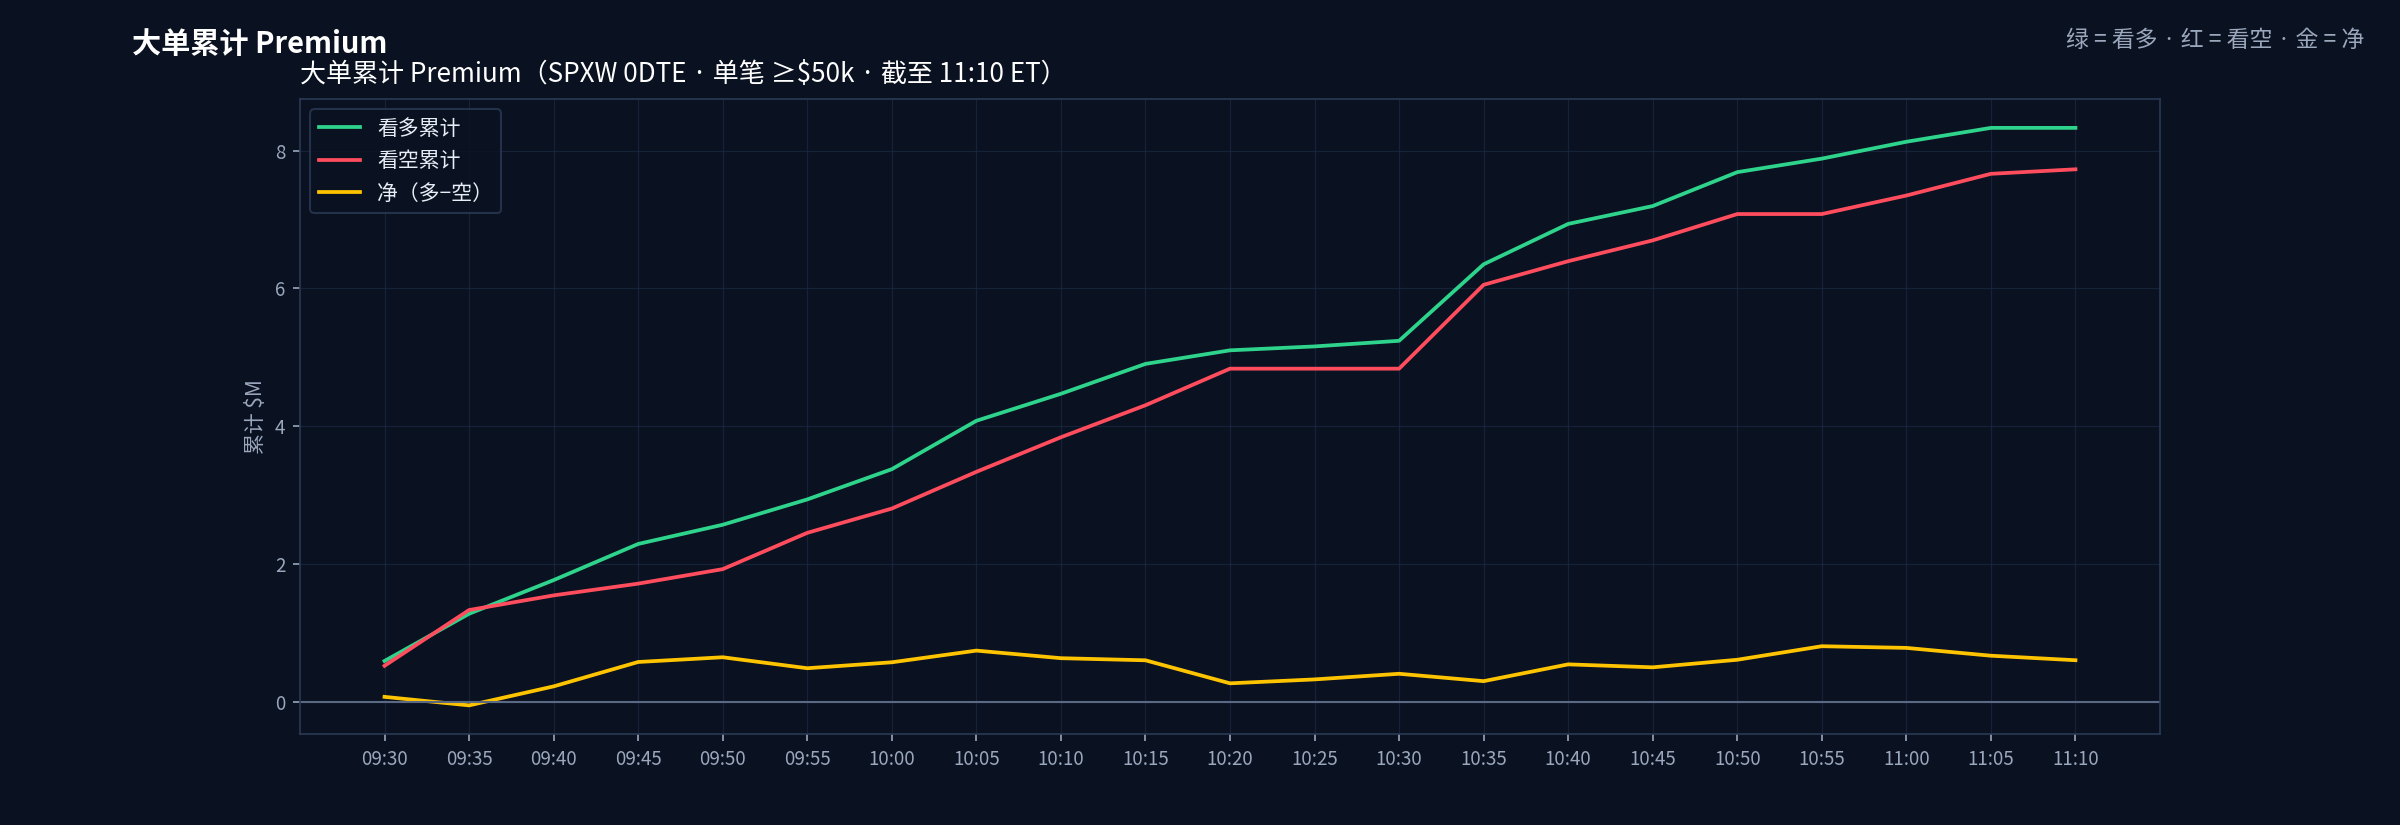 大单累计 Premium
绿 = 看多 · 红 = 看空 · 金 = 净
大单累计 Premium（SPXW 0DTE · 单笔 ≥$50k · 截至 11:10 ET）
看多累计
看空累计
净（多−空）
累计 $M
8
6
4
2
0
09:30 09:35 09:40 09:45 09:50 09:55 10:00 10:05 10:10 10:15 10:20 10:25 10:30 10:35 10:40 10:45 10:50 10:55 11:00 11:05 11:10